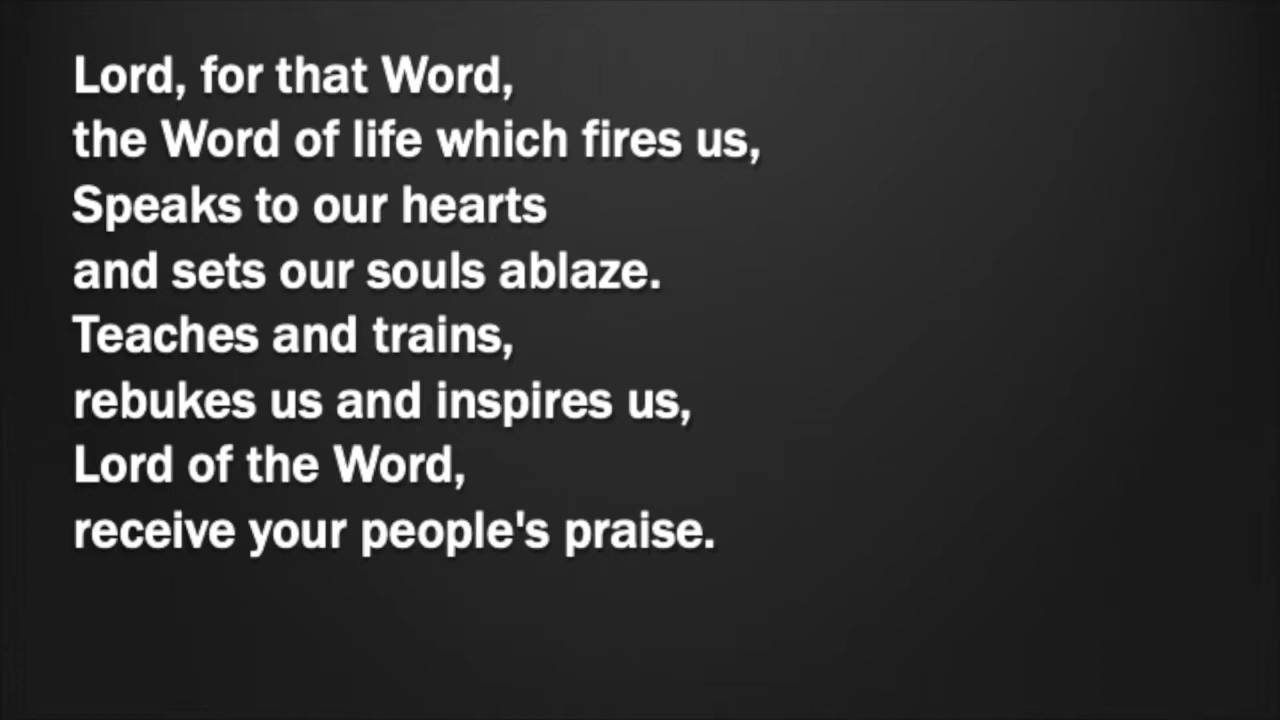 Lord, for that Word,
the Word of life which fires us,
Speaks to our hearts
and sets our souls ablaze.
Teaches and trains,
rebukes us and inspires us,
Lord of the Word,
receive your people's praise.